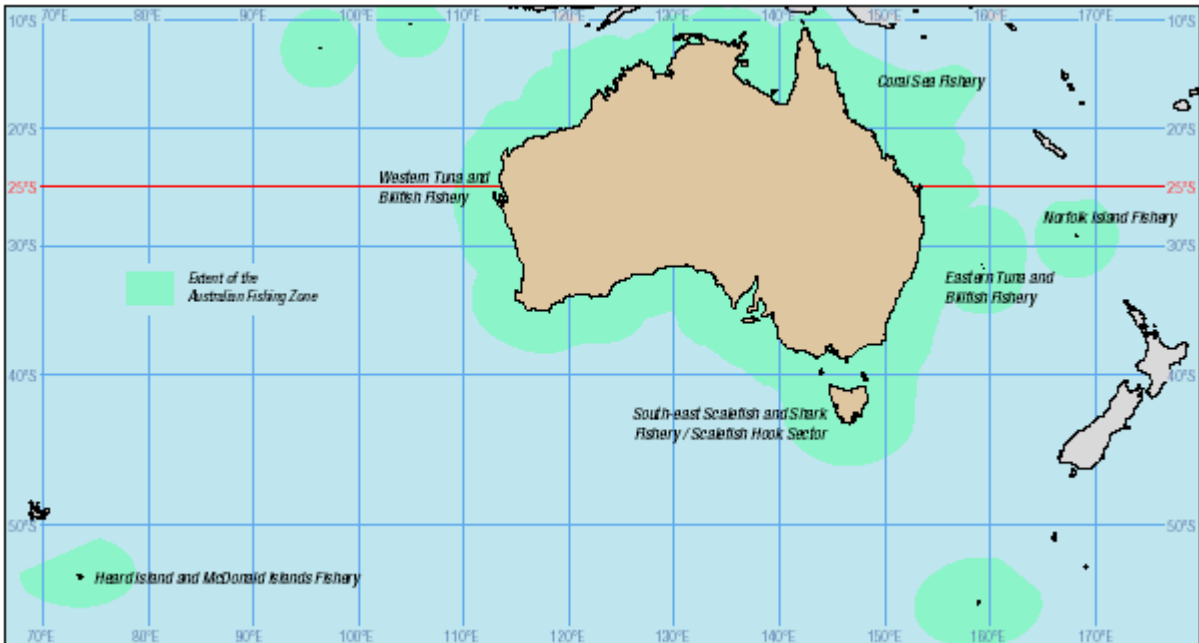 120°E
130°E
140°E
150°E
70°E 80°E 90°E 100°E 110°E 160°E 170°E
10°S 10°S
Coral Sea Fishery
20°S 20°S
Western Tuna and
Billfish Fishery
25°S 25°S
Norfolk Island Fishery
30°S 30°S
Extent of the
Australian Fishing Zone
Eastern Tuna and
Billfish Fishery
40°S 40°S
South-east Scalefish and Shark
Fishery / Scalefish Hook Sector
50°S 50°S
Heard Island and McDonald Islands Fishery
70°E 80°E 90°E 100°E 110°E 120°E 130°E 140°E 150°E 160°E 170°E